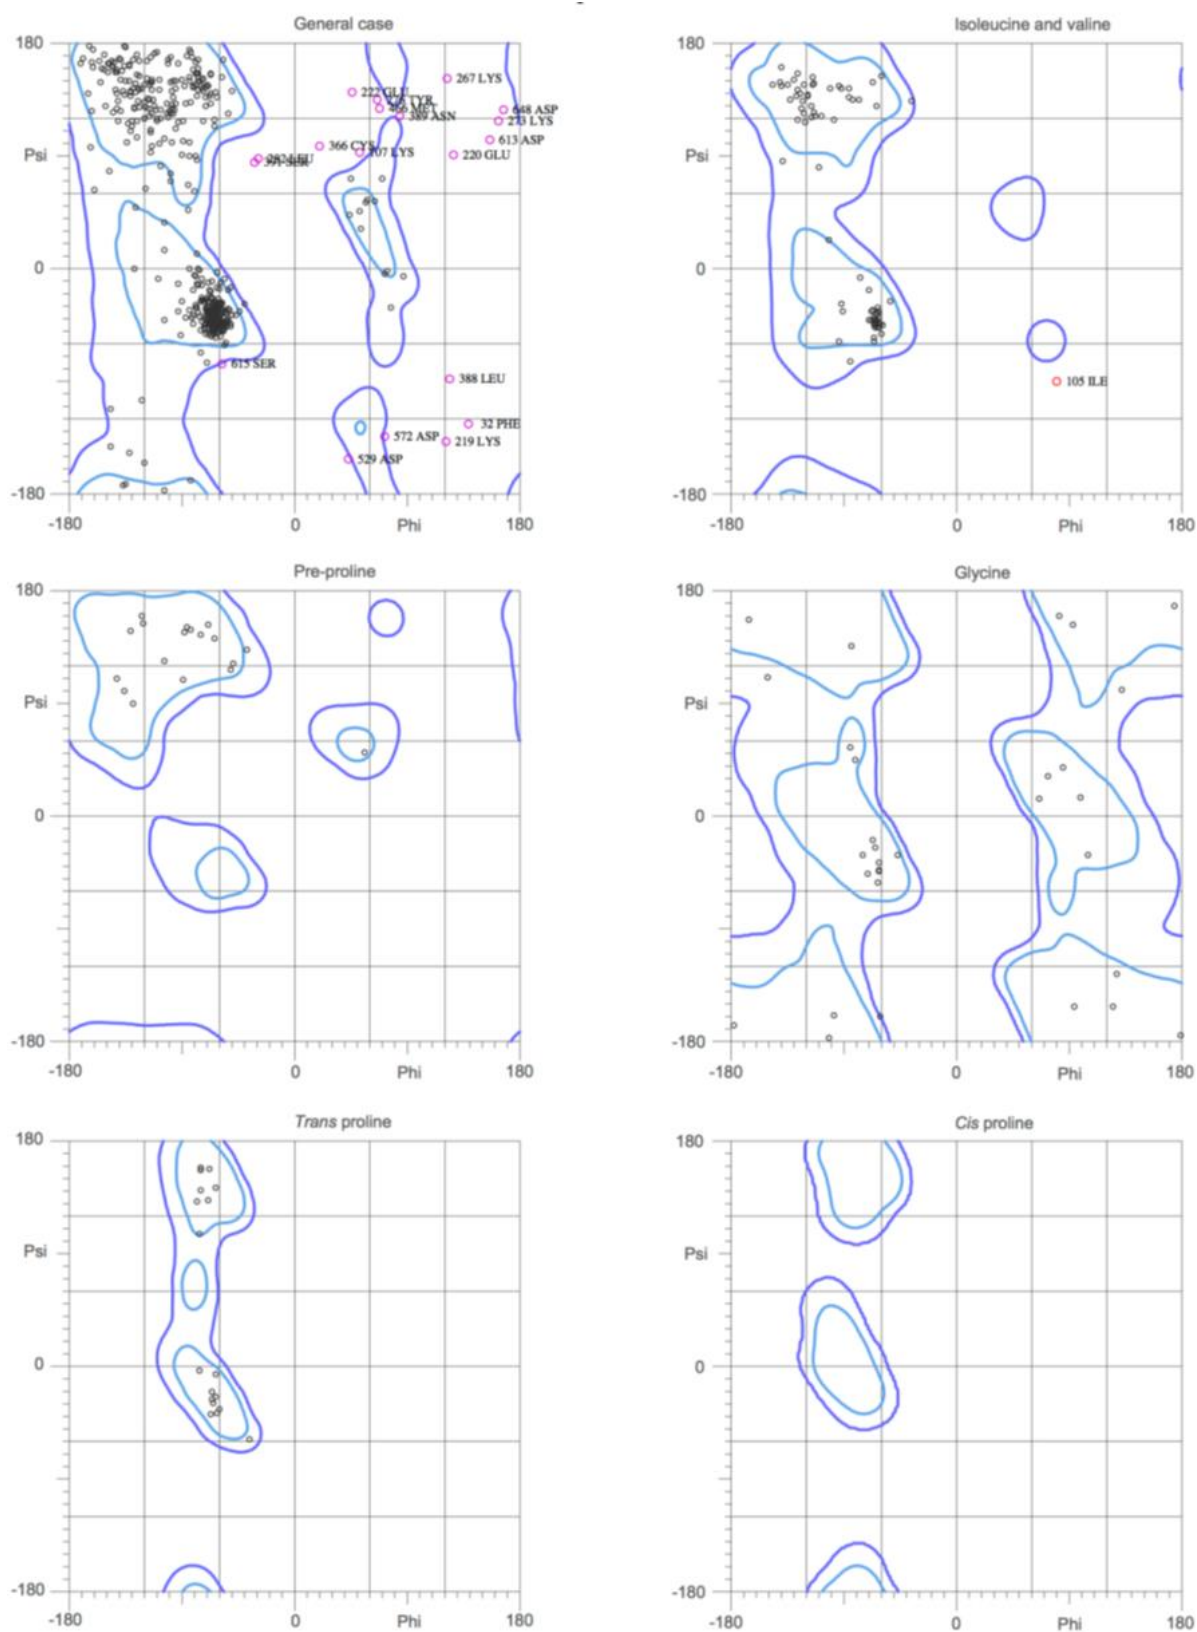 General case
Isoleucine and valine
180
267 LYS
222 GLU
466 MET
389 ASN
648 ASP
273 LYS
366 CYS
613 ASP
107 LYS
220 GLU
Psi
0
615 SER
388 LEU
32 PHE
572 ASP
219 LYS
529 ASP
-180
-180
0
Phi
180
180
Psi
0
105 ILE
-180
-180
0
Phi
180
Pre-proline
Glycine
180
Psi
0
-180
-180
0
Phi
180
180
Psi
0
-180
-180
0
Phi
180
Trans proline
Cis proline
180
Psi
0
-180
-180
0
Phi
180
180
Psi
0
-180
-180
0
Phi
180